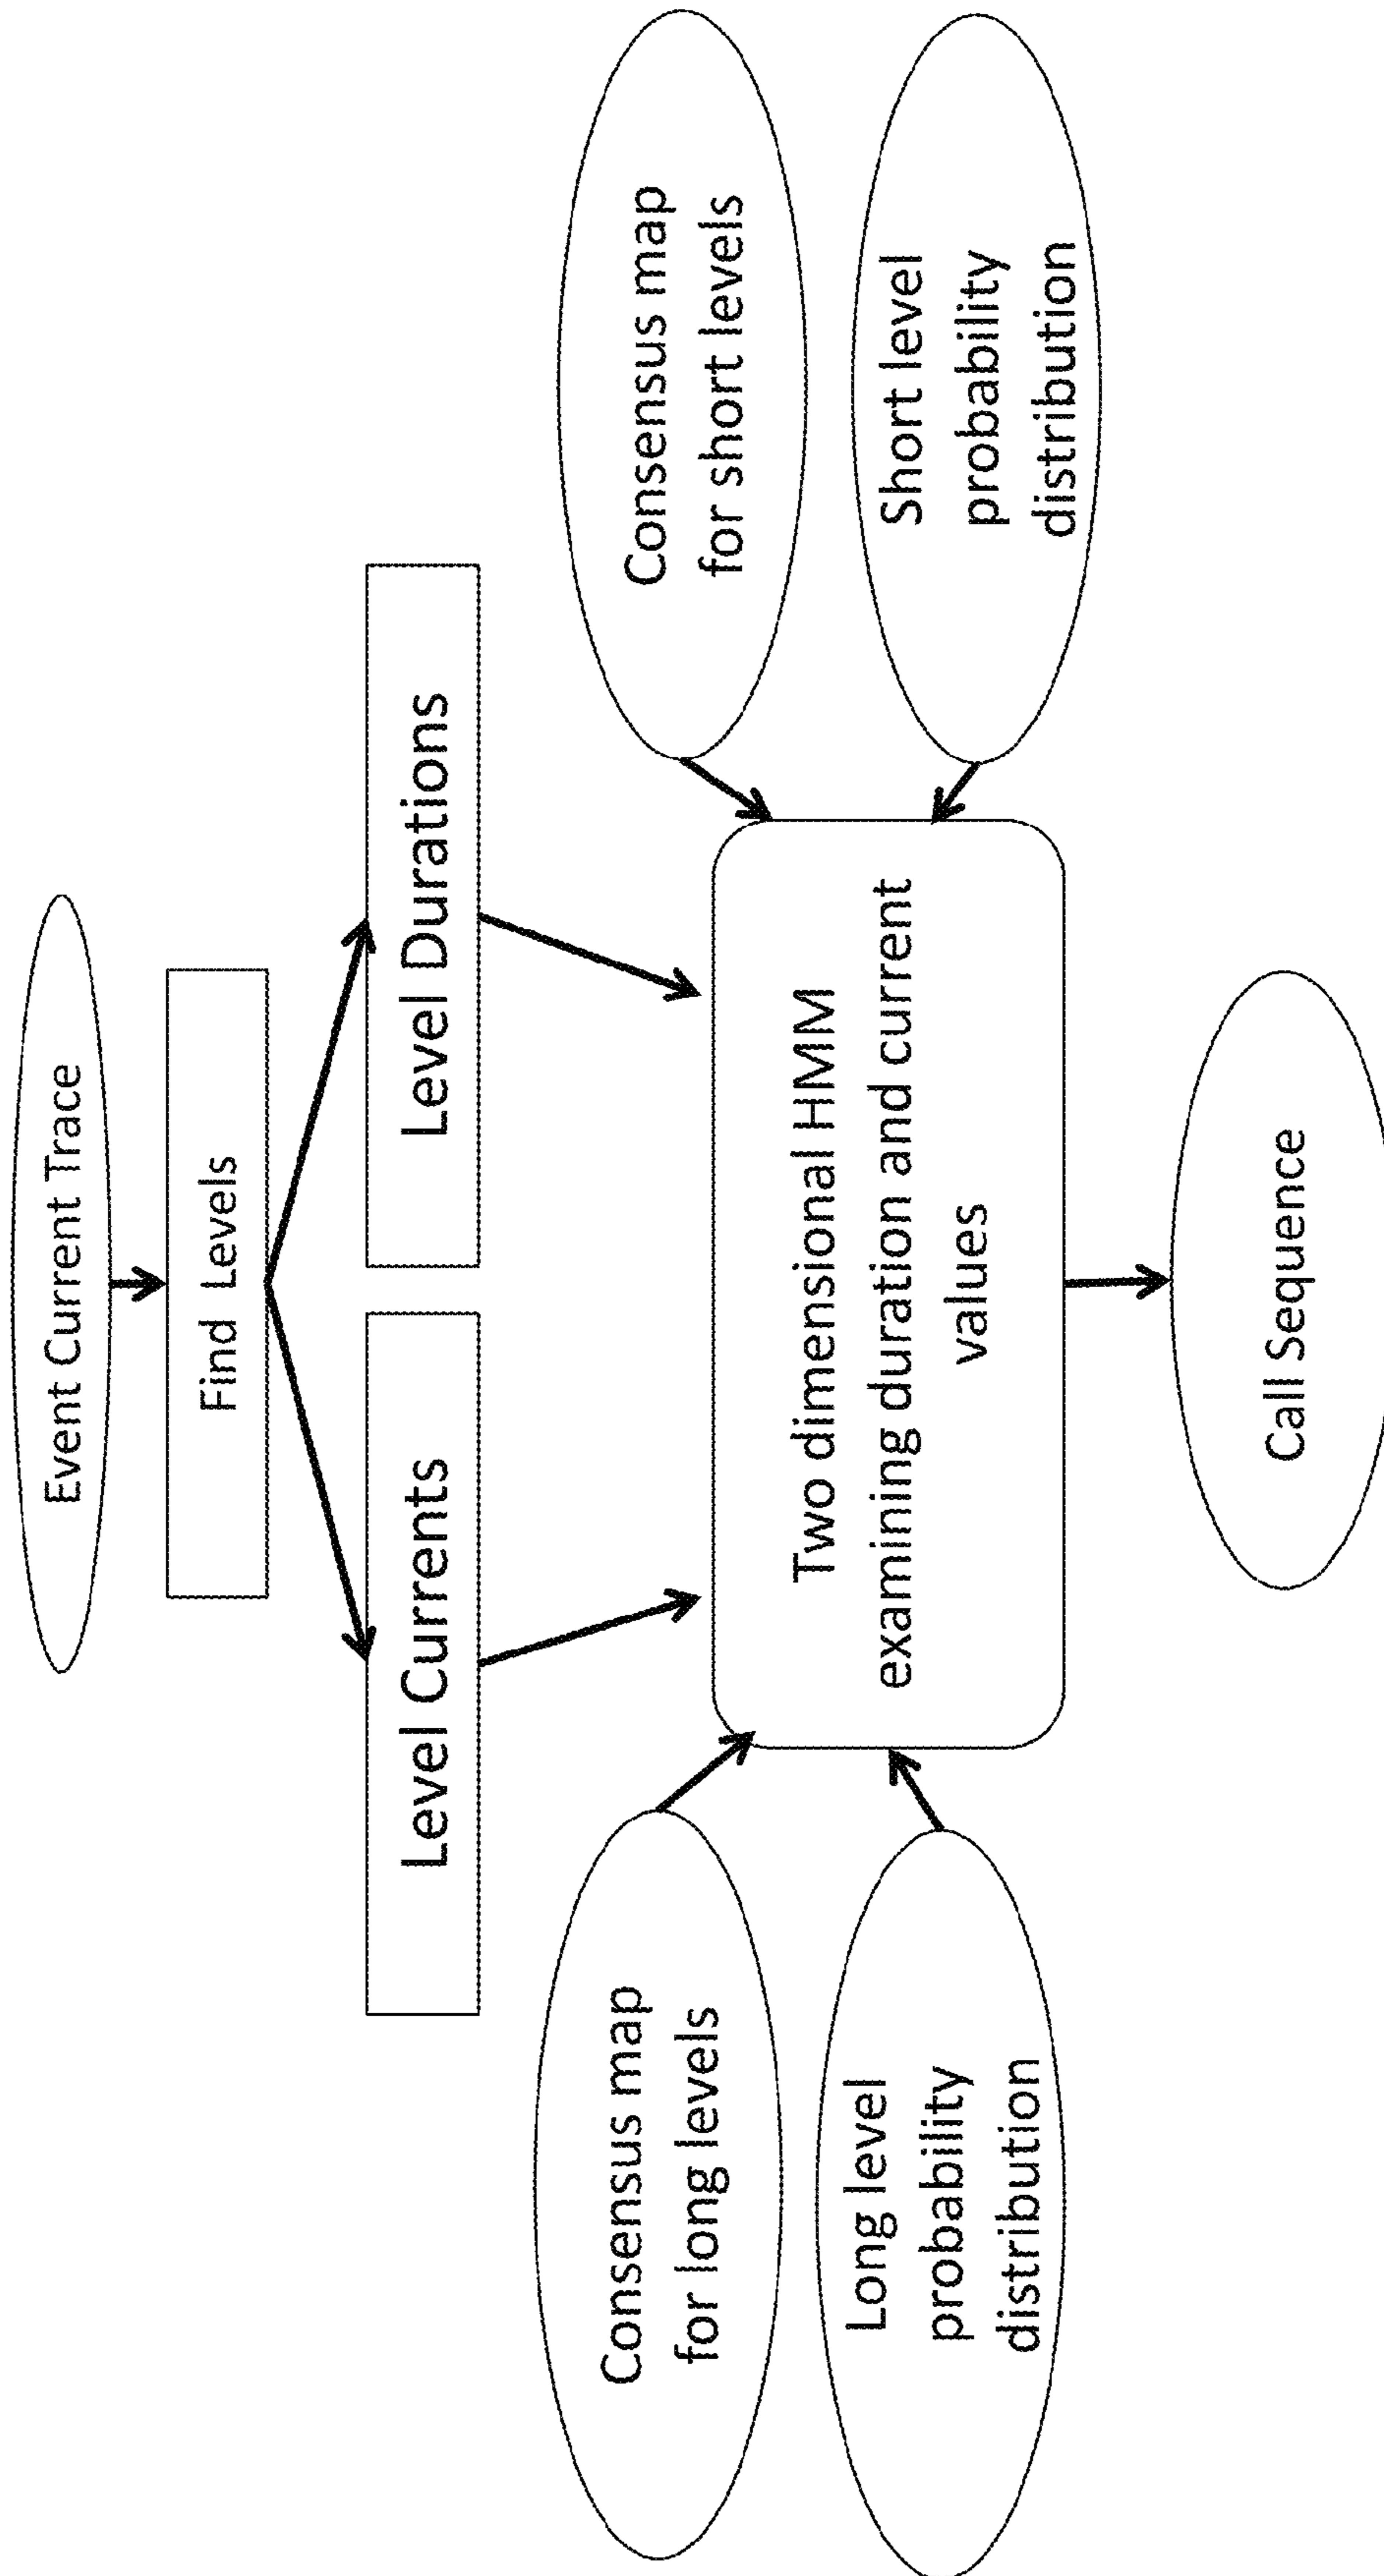 Event Current Trace
Find Levels
Level Currents
Level Durations
Consensus map
for long levels
Long level
probability
distribution
Two dimensional HMM
examining duration and current
values
Consensus map
for short levels
Short level
probability
distribution
Call Sequence